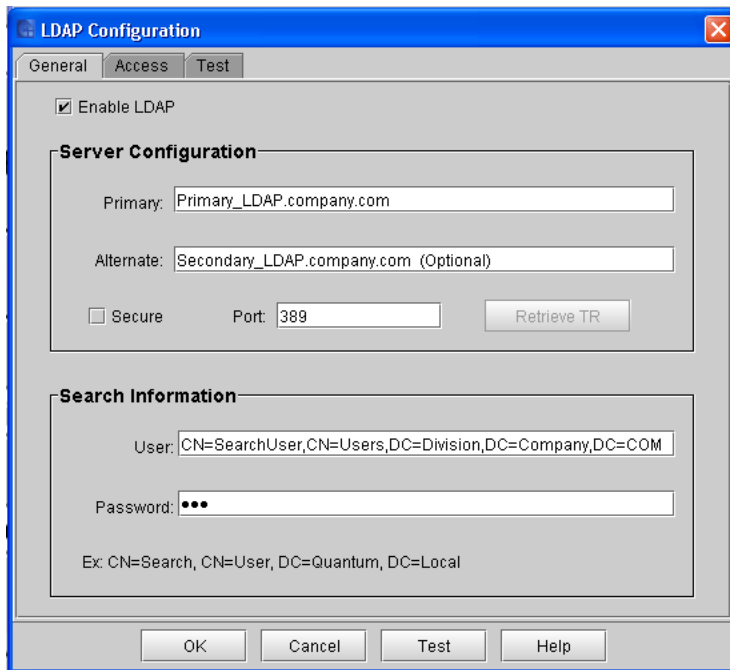 LDAP Configuration
General Access Test
Enable LDAP
Server Configuration
Primary: Primary_LDAP.company.com
Alternate: Secondary_LDAP.company.com (Optional)
Secure Port: 389 Retrieve TR
Search Information
User: CN=SearchUser,CN=Users,DC=Division,DC=Company,DC=COM
Password: •••
Ex: CN=Search, CN=User, DC=Quantum, DC=Local
OK Cancel Test Help